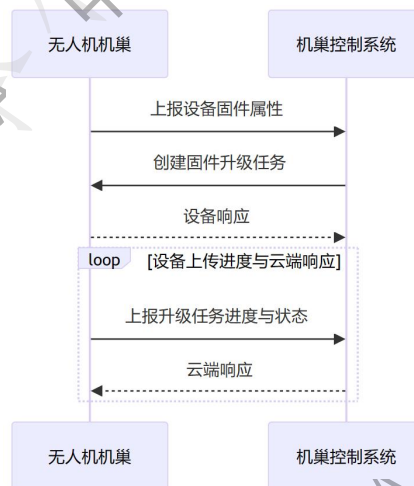 无人机机巢
机巢控制系统
上报设备固件属性
创建固件升级任务
设备响应
loop [设备上传进度与云端响应]
上报升级任务进度与状态
云端响应
无人机机巢
机巢控制系统